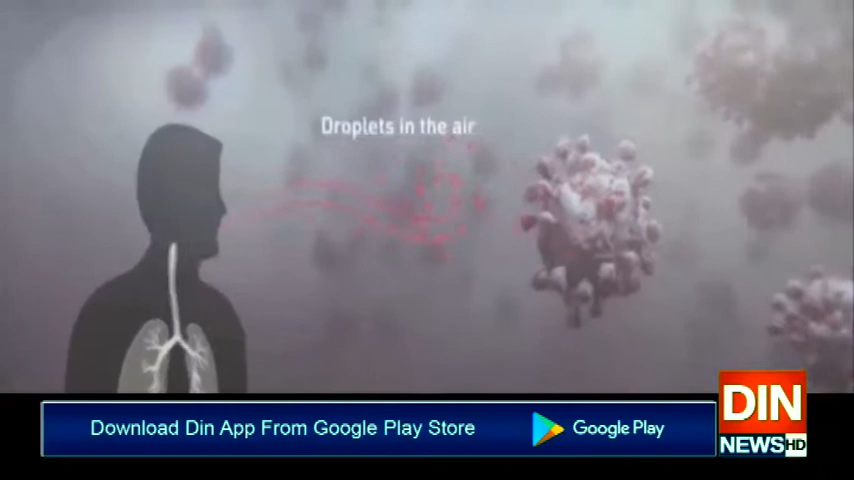 Droplets in the air
Download Din App From Google Play Store
Google Play
DIN
NEWS HD